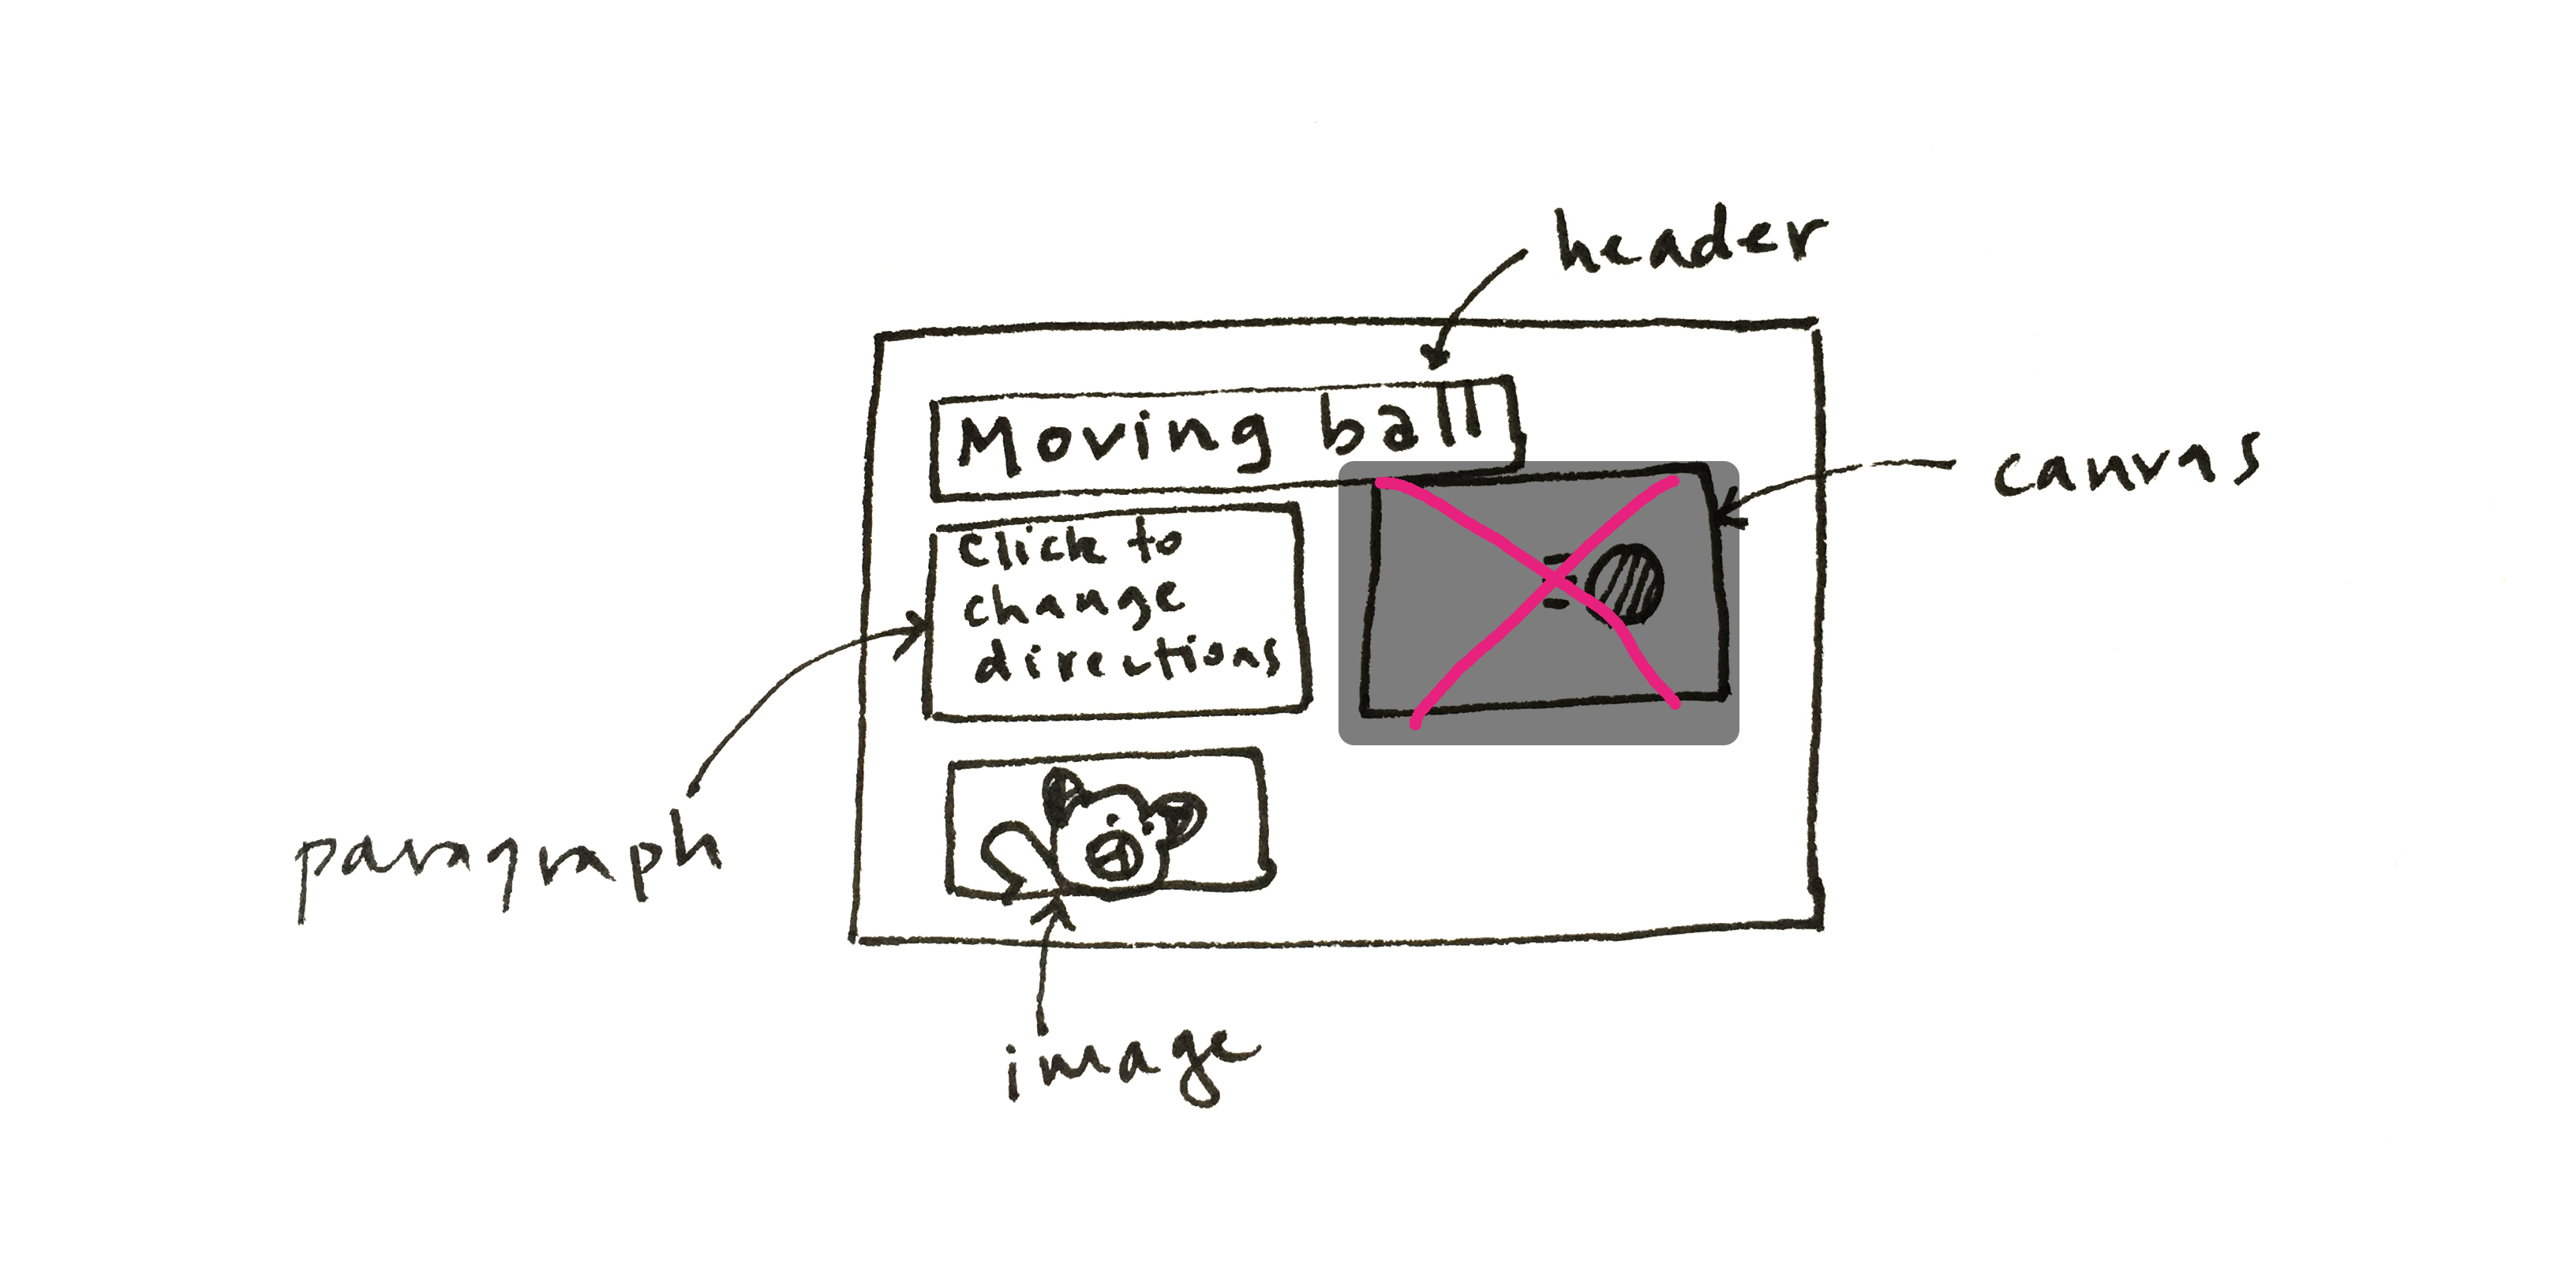 header
Moving ball
canvas
click to
change
directions
paragraph
image